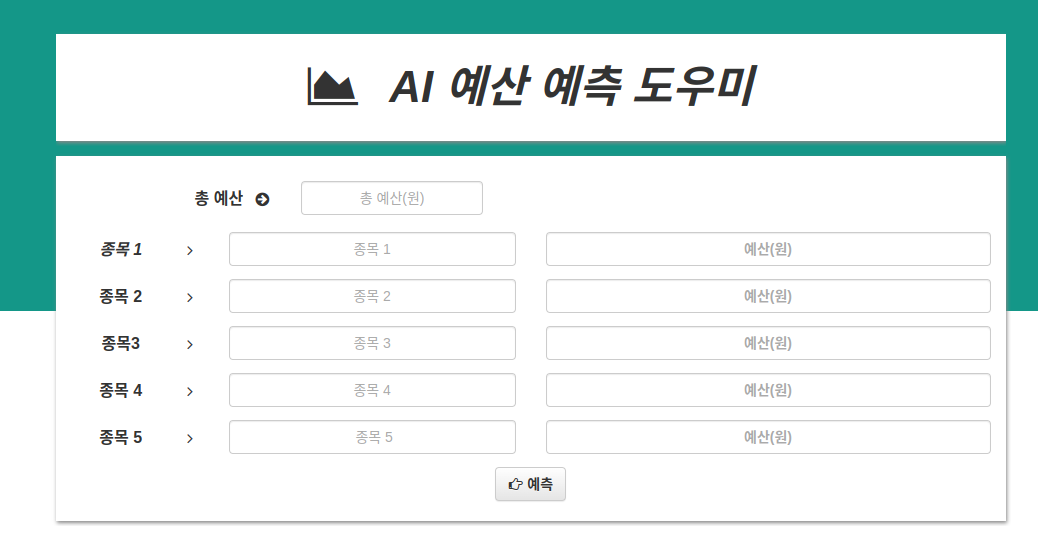 AI 예산 예측 도우미
총 예산 총 예산(원)
종목 1 종목 1 예산(원)
종목 2 종목 2 예산(원)
종목3 종목 3 예산(원)
종목 4 종목 4 예산(원)
종목 5 종목 5 예산(원)
예측